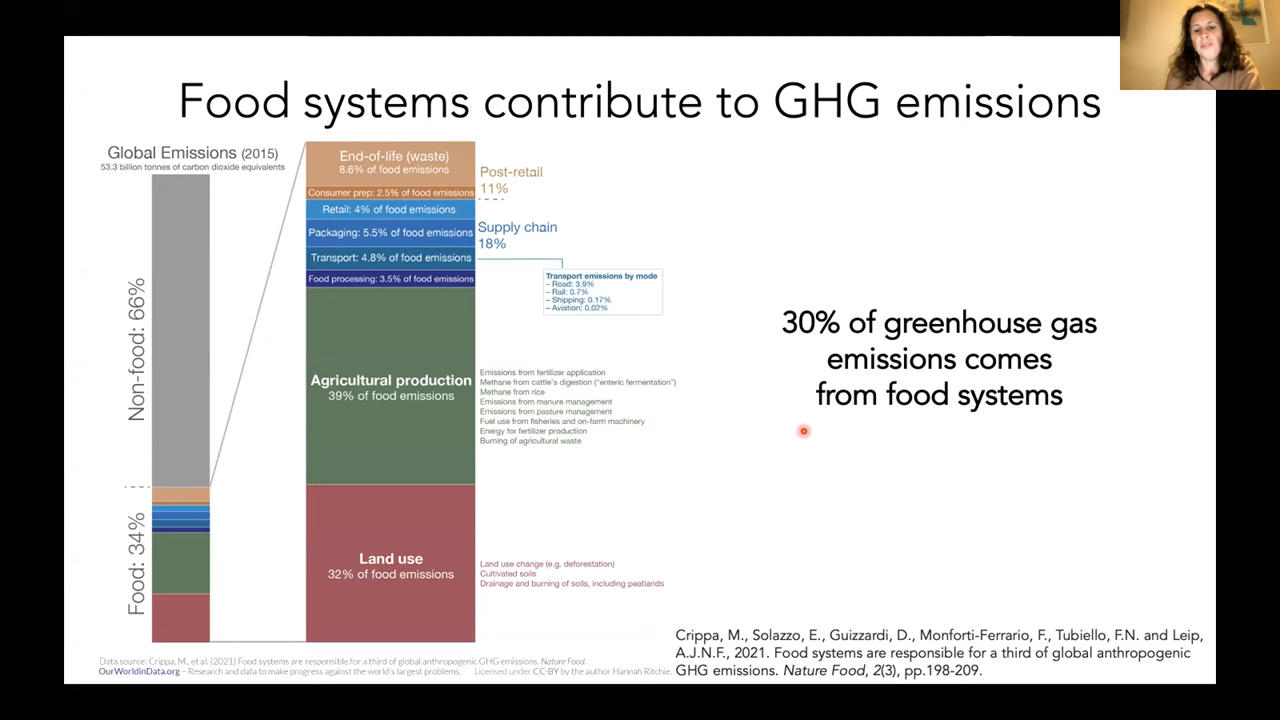 Food systems contribute to GHG emissions
Global Emissions (2015)
53.3 billion tonnes of carbon dioxide equivalents
Non-food: 66%
Food: 34%
End-of-life (waste)
8.6% of food emissions
Consumer prep: 2.5% of food emissions
Retail: 4% of food emissions
Packaging: 5.5% of food emissions
Transport: 4.8% of food emissions
Food processing: 3.5% of food emissions
Agricultural production
39% of food emissions
Land use
32% of food emissions
Post-retail
11%
Supply chain
18%
Transport emissions by mode
– Road: 3.9%
– Rail: 0.7%
– Shipping: 0.17%
– Aviation: 0.02%
Emissions from fertilizer application
Methane from cattle's digestion ("enteric fermentation")
Methane from rice
Emissions from manure management
Emissions from pasture management
Fuel use from fisheries and on-farm machinery
Energy for fertilizer production
Burning of agricultural waste
Land use change (e.g. deforestation)
Cultivated soils
Drainage and burning of soils, including peatlands
30% of greenhouse gas
emissions comes
from food systems
Data source: Crippa, M., et al. (2021) Food systems are responsible for a third of global anthropogenic GHG emissions. Nature Food.
OurWorldinData.org – Research and data to make progress against the world's largest problems. Licensed under CC-BY by the author Hannah Ritchie.
Crippa, M., Solazzo, E., Guizzardi, D., Monforti-Ferrario, F., Tubiello, F.N. and Leip,
A.J.N.F., 2021. Food systems are responsible for a third of global anthropogenic
GHG emissions. Nature Food, 2(3), pp.198-209.